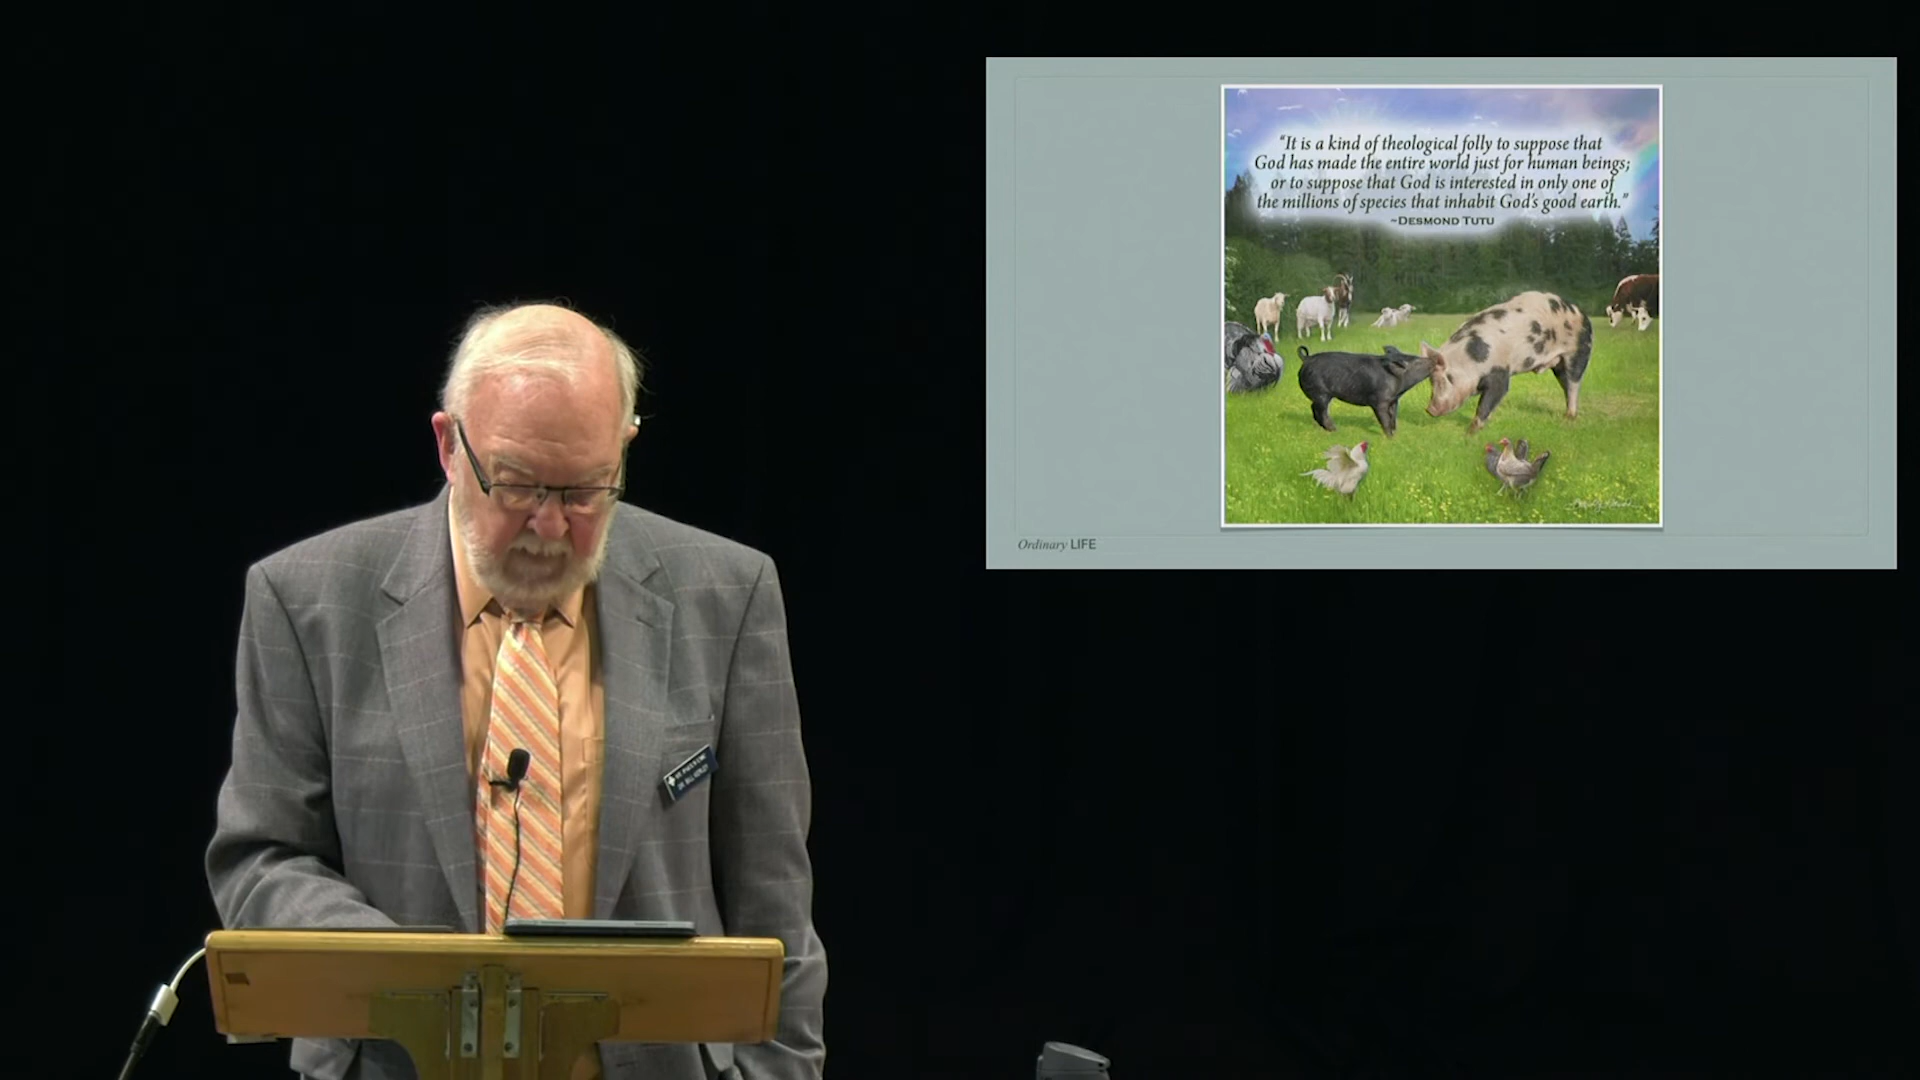 “It is a kind of theological folly to suppose that
God has made the entire world just for human beings;
or to suppose that God is interested in only one of
the millions of species that inhabit God’s good earth.”
~DESMOND TUTU
Ordinary LIFE